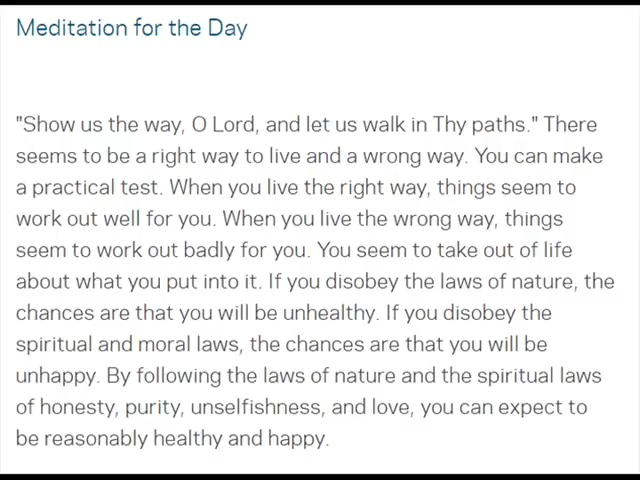 Meditation for the Day
"Show us the way, O Lord, and let us walk in Thy paths." There
seems to be a right way to live and a wrong way. You can make
a practical test. When you live the right way, things seem to
work out well for you. When you live the wrong way, things
seem to work out badly for you. You seem to take out of life
about what you put into it. If you disobey the laws of nature, the
chances are that you will be unhealthy. If you disobey the
spiritual and moral laws, the chances are that you will be
unhappy. By following the laws of nature and the spiritual laws
of honesty, purity, unselfishness, and love, you can expect to
be reasonably healthy and happy.